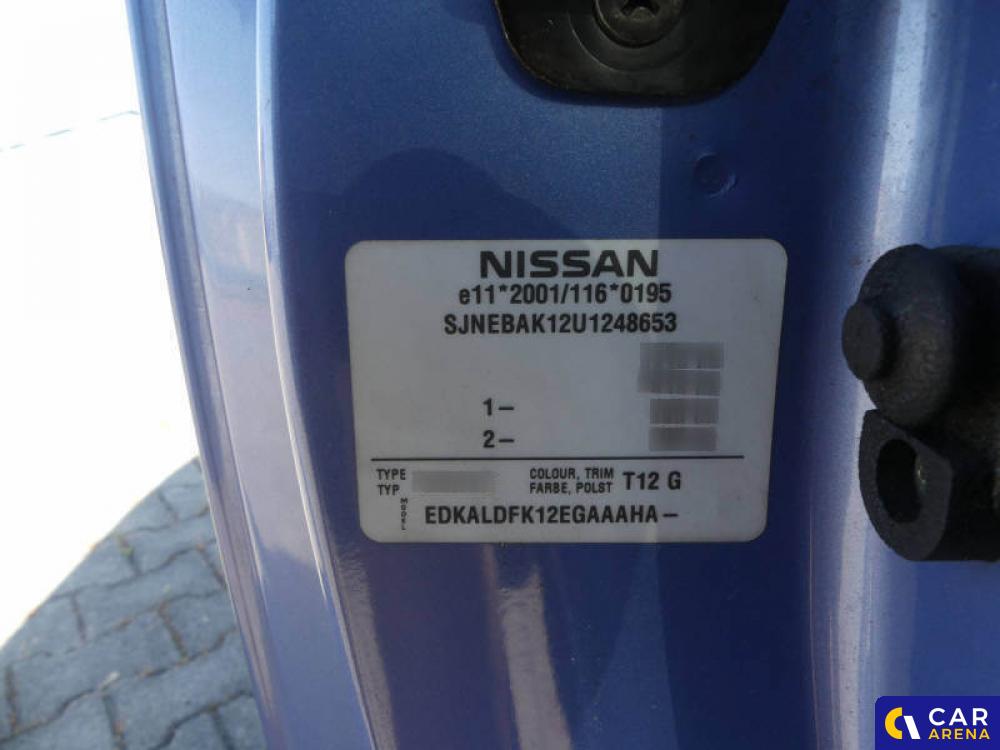 NISSAN
e11*2001/116*0195
SJNEBAK12U1248653
1-
2-
TYPE
TYP
COLOUR, TRIM
FARBE, POLST
T12 G
MODEL
EDKALDFK12EGAAAHA-
CAR
ARENA